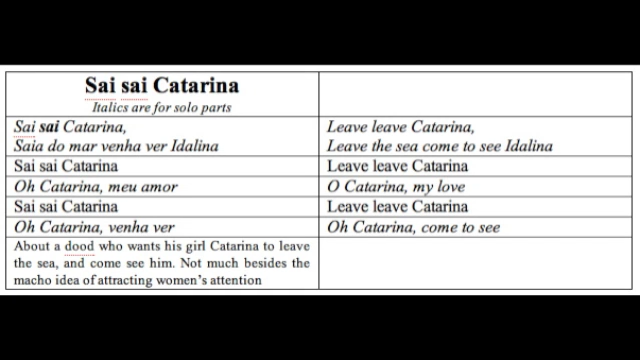 Sai sai Catarina
Italics are for solo parts
Sai sai Catarina,
Saia do mar venha ver Idalina
Leave leave Catarina,
Leave the sea come to see Idalina
Sai sai Catarina
Leave leave Catarina
Oh Catarina, meu amor
O Catarina, my love
Sai sai Catarina
Leave leave Catarina
Oh Catarina, venha ver
Oh Catarina, come to see
About a dood who wants his girl Catarina to leave
the sea, and come see him. Not much besides the
macho idea of attracting women's attention